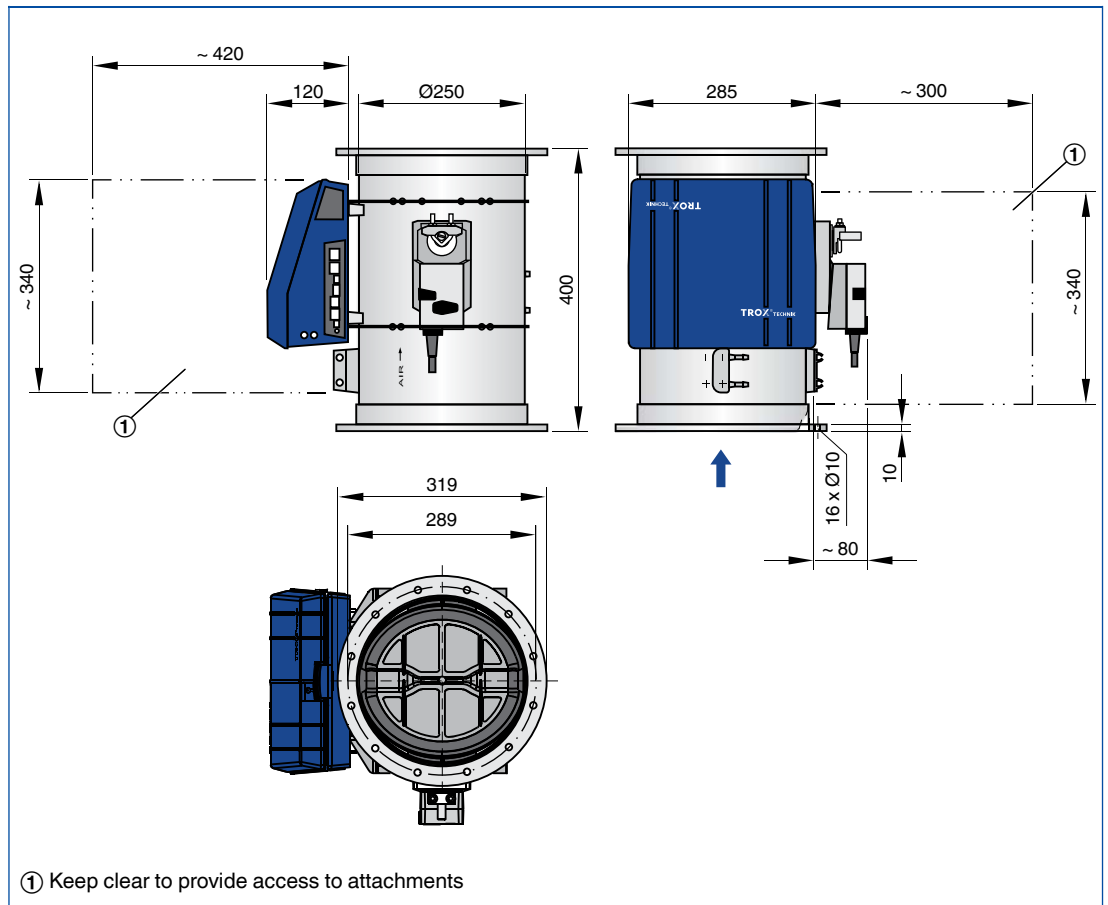 ~ 420
120
Ø250
285
~ 300
①
~ 340
400
~ 340
TROX® TECHNIK
TROX® TECHNIK
AIR →
− −
+ +
①
16 x Ø10
10
~ 80
319
289
① Keep clear to provide access to attachments